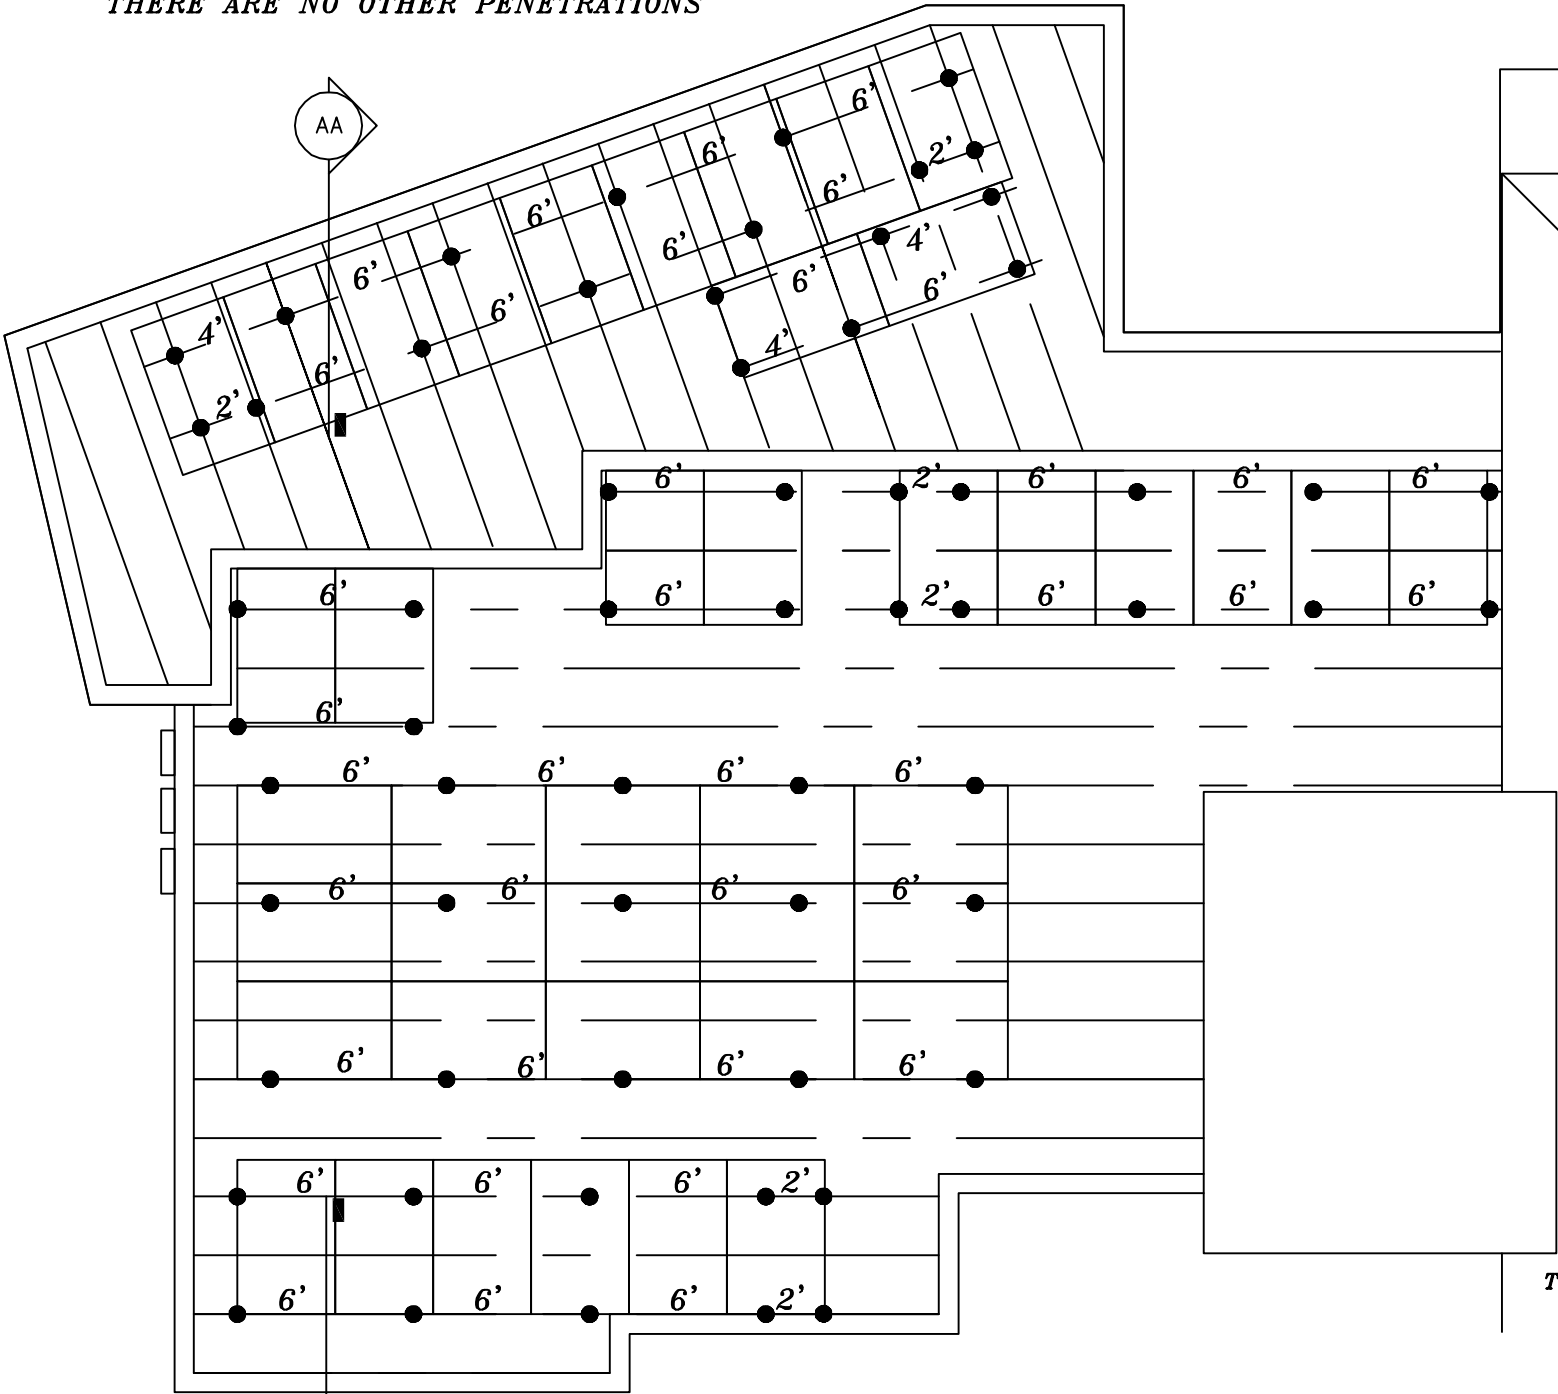 THERE ARE NO OTHER PENETRATIONS
6'
AA
6' 2'
6' 6'
6' 6' 4'
6' 6' 6'
4' 6' 4'
6'
2'
6' 2' 6' 6' 6'
6' 6' 2' 6' 6' 6'
6'
6' 6' 6' 6'
6' 6' 6' 6'
6' 6' 6' 6'
6' 6' 6' 2'
T
6' 6' 6' 2'